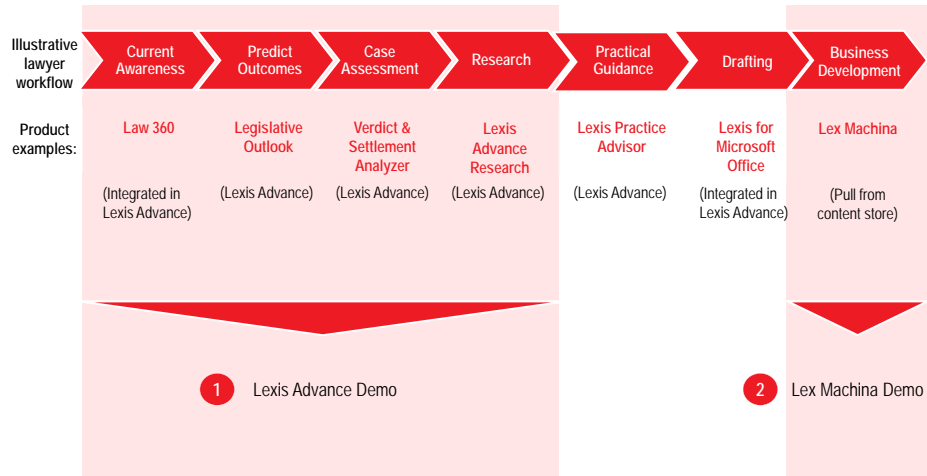 Illustrative
lawyer
workflow
Current
Awareness
Predict
Outcomes
Case
Assessment
Research
Practical
Guidance
Drafting
Business
Development
Product
examples:
Law 360
(Integrated in
Lexis Advance)
Legislative
Outlook
(Lexis Advance)
Verdict &
Settlement
Analyzer
(Lexis Advance)
Lexis
Advance
Research
(Lexis Advance)
Lexis Practice
Advisor
(Lexis Advance)
Lexis for
Microsoft
Office
(Integrated in
Lexis Advance)
Lex Machina
(Pull from
content store)
1 Lexis Advance Demo
2 Lex Machina Demo